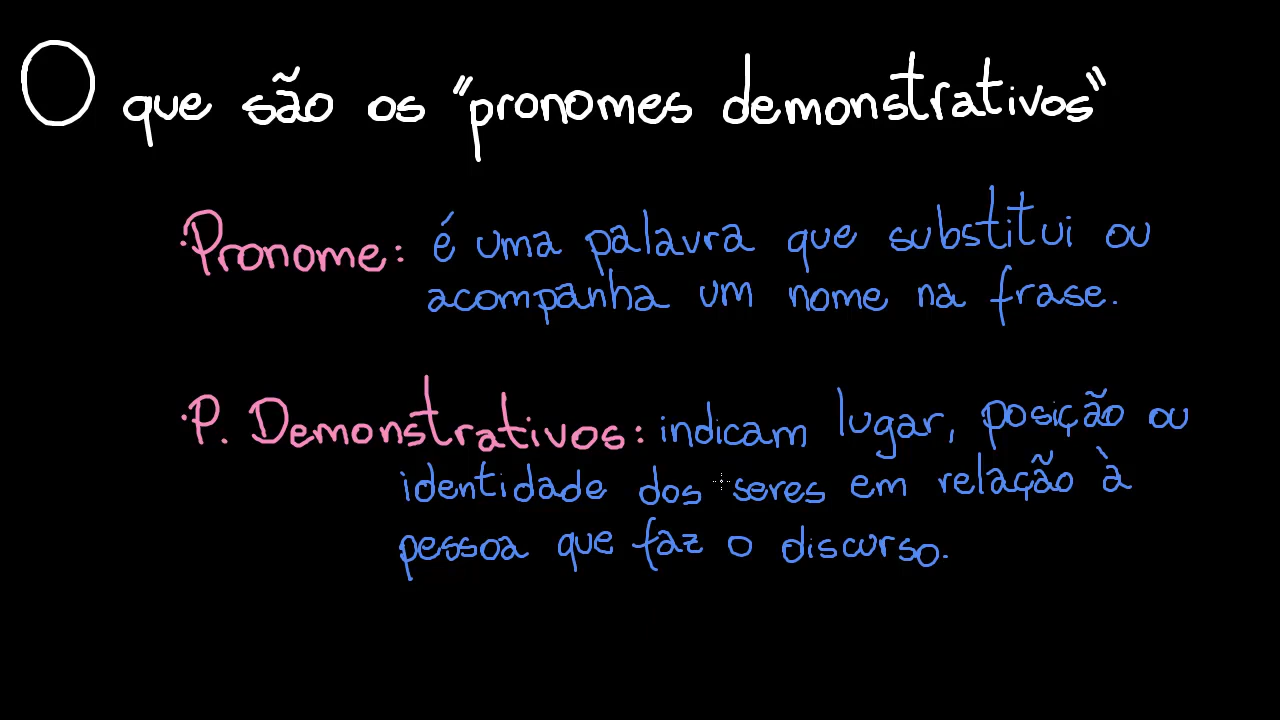 O que são os "pronomes demonstrativos"
·Pronome: é uma palavra que substitui ou
acompanha um nome na frase.
·P. Demonstrativos: indicam lugar, posição ou
identidade dos seres em relação à
pessoa que faz o discurso.